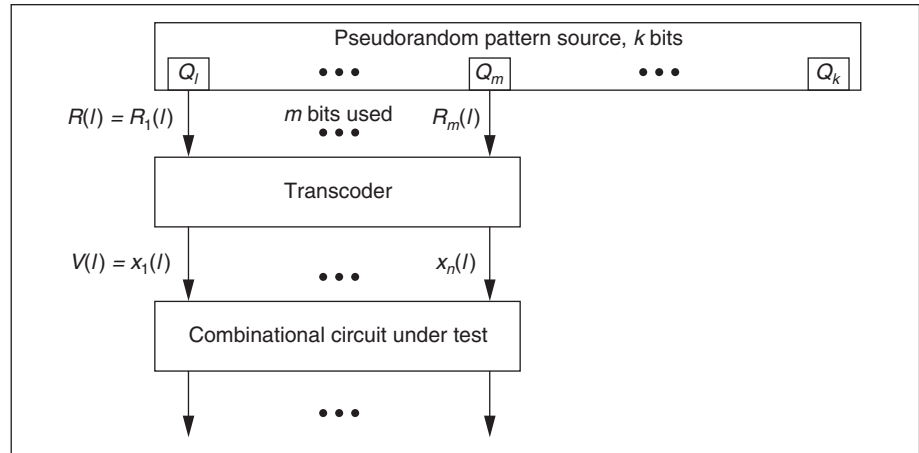 Pseudorandom pattern source, k bits
Q_l ••• Q_m ••• Q_k
R(l) = R_1(l) m bits used ••• R_m(l)
Transcoder
V(l) = x_1(l) ••• x_n(l)
Combinational circuit under test
•••